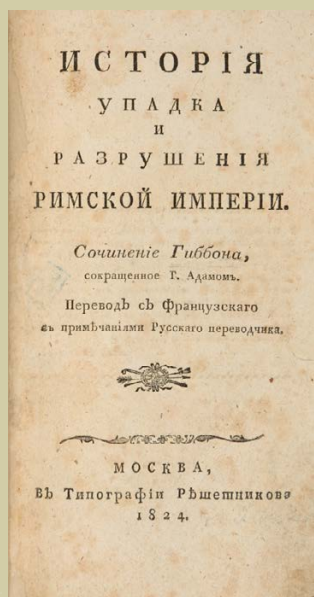 ИСТОРІЯ
УПАДКА
И
РАЗРУШЕНІЯ
РИМСКОЙ ИМПЕРІИ.
Сочиненіе Гиббона,
сокращенное Г. Адамомъ.
Переводъ съ Французскаго
съ примѣчаніями Русскаго переводчика.
МОСКВА,
въ Типографіи Рѣшетникова
1824.